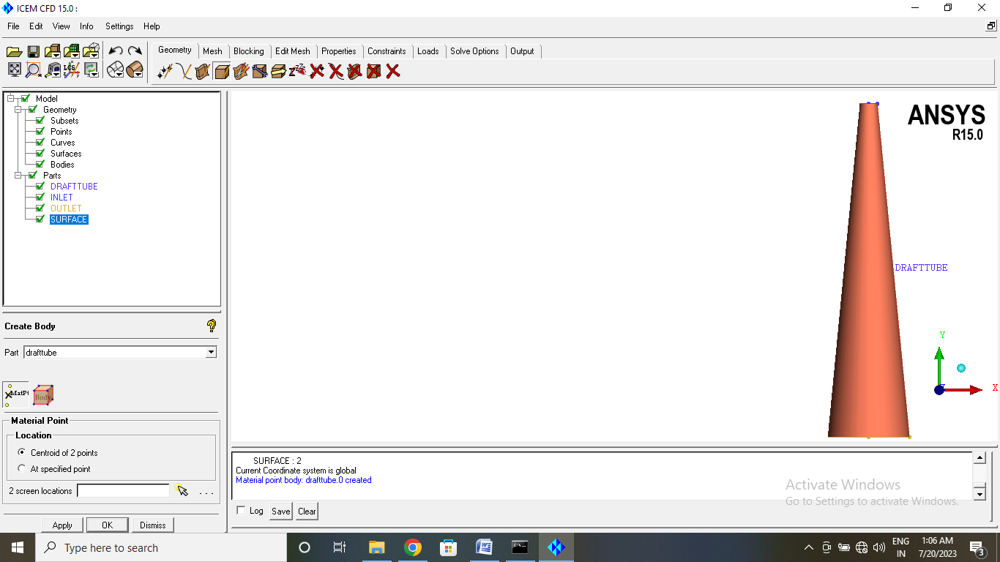 ICEM CFD 15.0 :
File Edit View Info Settings Help
Geometry Mesh Blocking Edit Mesh Properties Constraints Loads Solve Options Output
LCS
Model
Geometry
Subsets
Points
Curves
Surfaces
Bodies
Parts
DRAFTTUBE
INLET
OUTLET
SURFACE
ANSYS
R15.0
DRAFTTUBE
Y
X
Create Body
Part drafttube
MatPt Body
Material Point
Location
Centroid of 2 points
At specified point
2 screen locations ...
Apply OK Dismiss
SURFACE : 2
Current Coordinate system is global
Material point body: drafttube.0 created
Log Save Clear
Activate Windows
Go to Settings to activate Windows.
Type here to search
ENG
IN
1:06 AM
7/20/2023
3